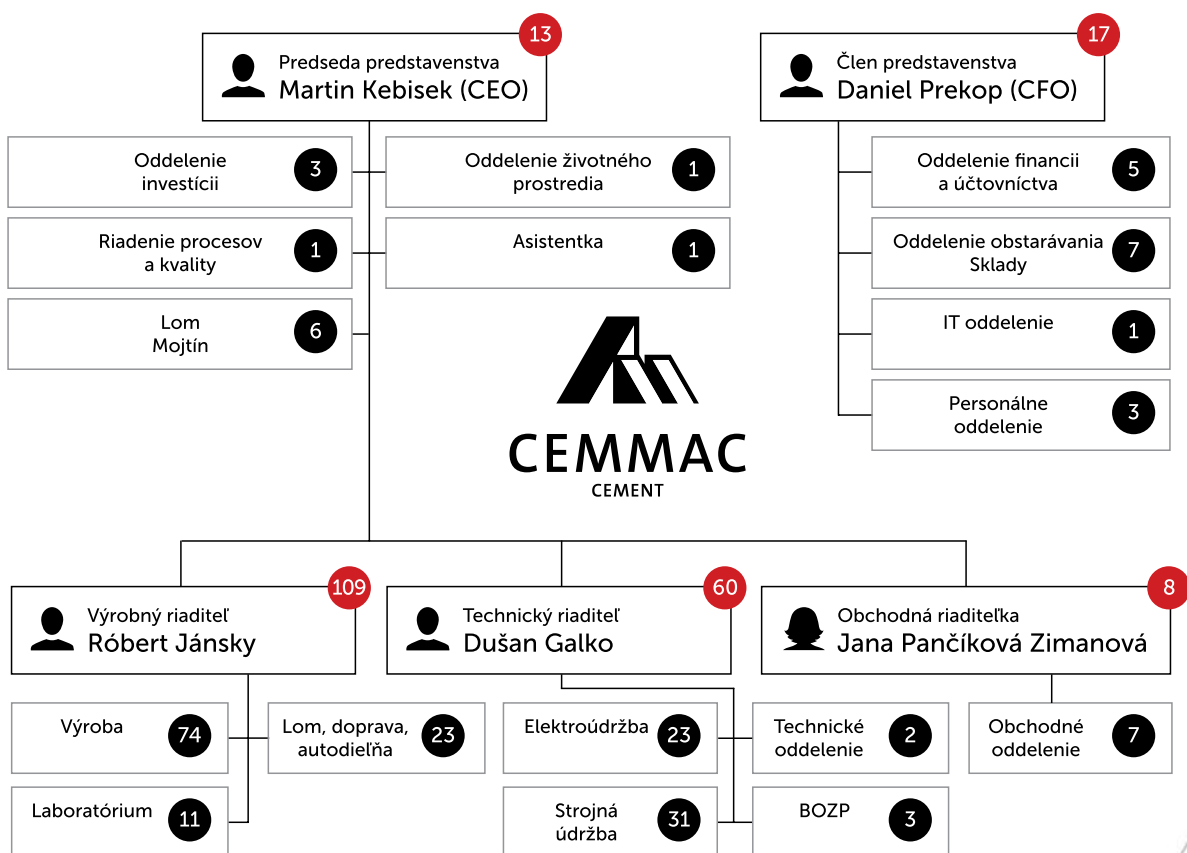 13
Predseda predstavenstva
Martin Kebisek (CEO)
17
Člen predstavenstva
Daniel Prekop (CFO)
Oddelenie
investícii
3
Oddelenie životného
prostredia
1
Riadenie procesov
a kvality
1
Asistentka
1
Lom
Mojtín
6
Oddelenie financii
a účtovníctva
5
Oddelenie obstarávania
Sklady
7
IT oddelenie
1
Personálne
oddelenie
3
CEMMAC
CEMENT
109
Výrobný riaditeľ
Róbert Jánsky
60
Technický riaditeľ
Dušan Galko
8
Obchodná riaditeľka
Jana Pančíková Zimanová
Výroba
74
Lom, doprava,
autodieľňa
23
Laboratórium
11
Elektroúdržba
23
Technické
oddelenie
2
Strojná
údržba
31
BOZP
3
Obchodné
oddelenie
7